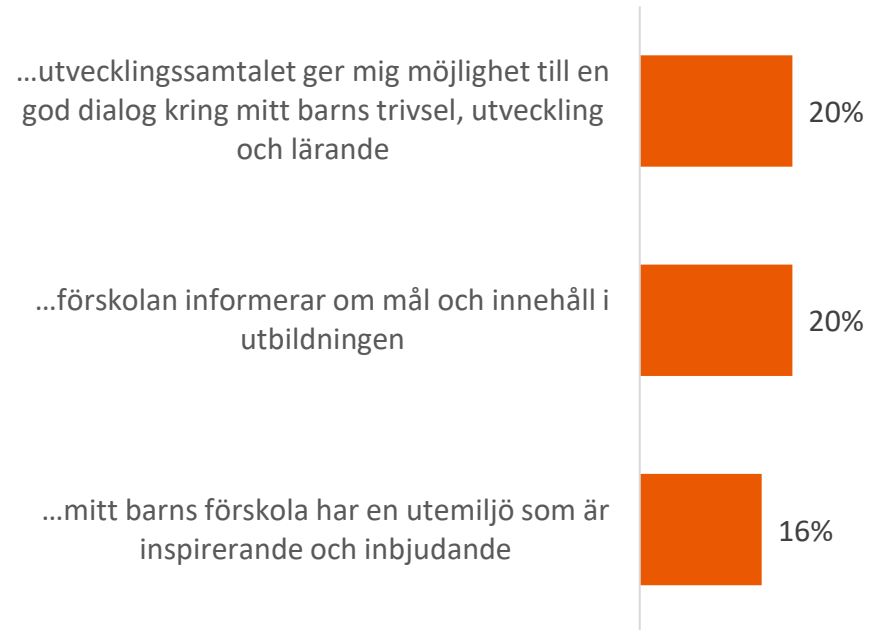 ...utvecklingssamtalet ger mig möjlighet till en
god dialog kring mitt barns trivsel, utveckling
och lärande
20%
...förskolan informerar om mål och innehåll i
utbildningen
20%
...mitt barns förskola har en utemiljö som är
inspirerande och inbjudande
16%